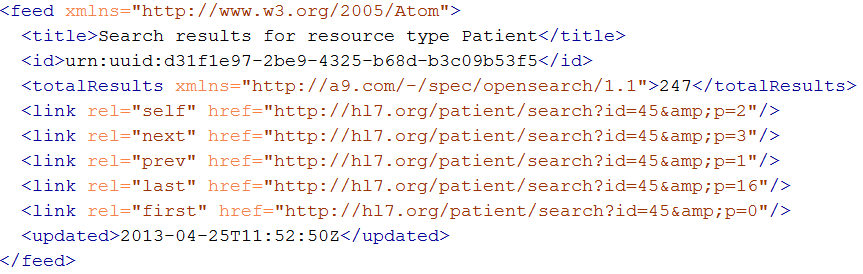 <feed xmlns="http://www.w3.org/2005/Atom">
  <title>Search results for resource type Patient</title>
  <id>urn:uuid:d31f1e97-2be9-4325-b68d-b3c09b53f5</id>
  <totalResults xmlns="http://a9.com/-/spec/opensearch/1.1">247</totalResults>
  <link rel="self" href="http://hl7.org/patient/search?id=45&amp;p=2"/>
  <link rel="next" href="http://hl7.org/patient/search?id=45&amp;p=3"/>
  <link rel="prev" href="http://hl7.org/patient/search?id=45&amp;p=1"/>
  <link rel="last" href="http://hl7.org/patient/search?id=45&amp;p=16"/>
  <link rel="first" href="http://hl7.org/patient/search?id=45&amp;p=0"/>
  <updated>2013-04-25T11:52:50Z</updated>
</feed>